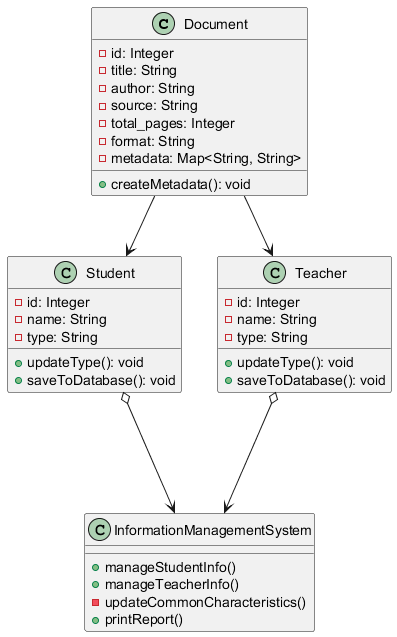 C Document
id: Integer
title: String
author: String
source: String
total_pages: Integer
format: String
metadata: Map<String, String>
createMetadata(): void
C Student
id: Integer
name: String
type: String
updateType(): void
saveToDatabase(): void
C Teacher
id: Integer
name: String
type: String
updateType(): void
saveToDatabase(): void
C InformationManagementSystem
manageStudentInfo()
manageTeacherInfo()
updateCommonCharacteristics()
printReport()